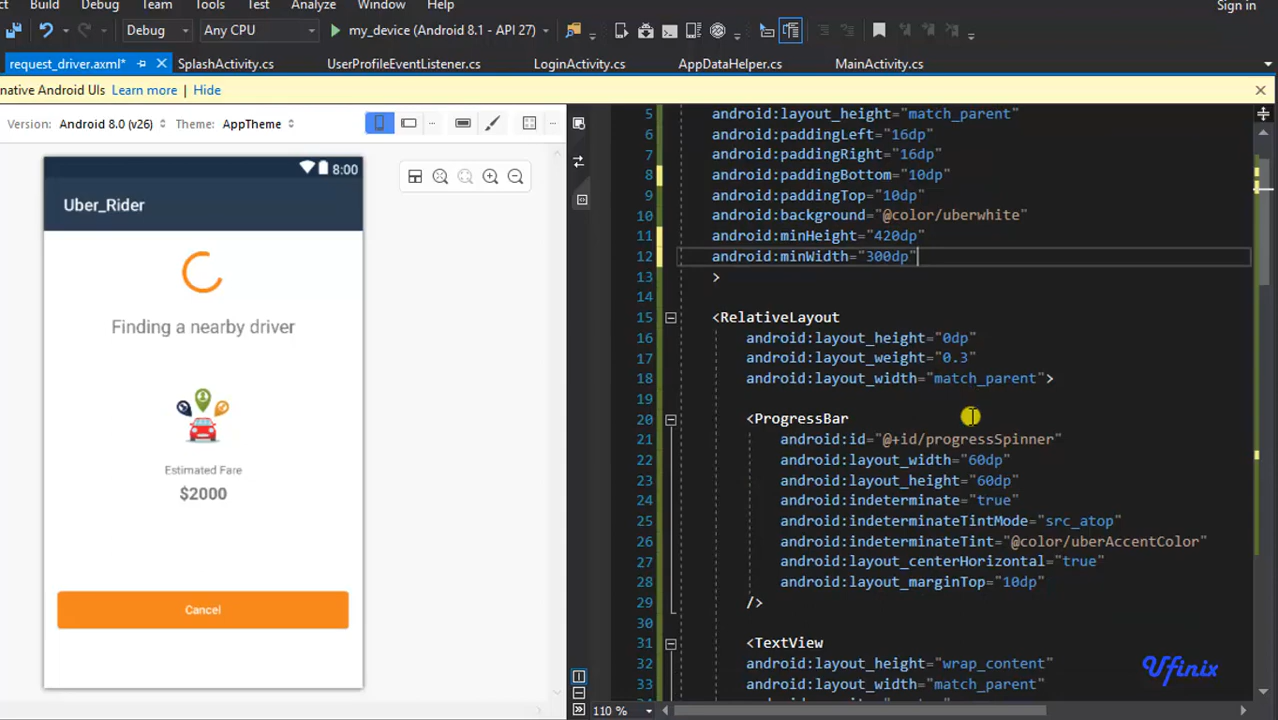 Build Debug Team Tools Test Analyze Window Help
Sign in
Debug Any CPU my_device (Android 8.1 - API 27)
request_driver.axml* SplashActivity.cs UserProfileEventListener.cs LoginActivity.cs AppDataHelper.cs MainActivity.cs
native Android UIs Learn more | Hide
Version: Android 8.0 (v26) Theme: AppTheme
8:00
Uber_Rider
Finding a nearby driver
Estimated Fare
$2000
Cancel
5 android:layout_height="match_parent"
6 android:paddingLeft="16dp"
7 android:paddingRight="16dp"
8 android:paddingBottom="10dp"
9 android:paddingTop="10dp"
10 android:background="@color/uberwhite"
11 android:minHeight="420dp"
12 android:minWidth="300dp"
13 >
14
15 <RelativeLayout
16 android:layout_height="0dp"
17 android:layout_weight="0.3"
18 android:layout_width="match_parent">
19
20 <ProgressBar
21 android:id="@+id/progressSpinner"
22 android:layout_width="60dp"
23 android:layout_height="60dp"
24 android:indeterminate="true"
25 android:indeterminateTintMode="src_atop"
26 android:indeterminateTint="@color/uberAccentColor"
27 android:layout_centerHorizontal="true"
28 android:layout_marginTop="10dp"
29 />
30
31 <TextView
32 android:layout_height="wrap_content"
33 android:layout_width="match_parent"
Ufinix
110 %